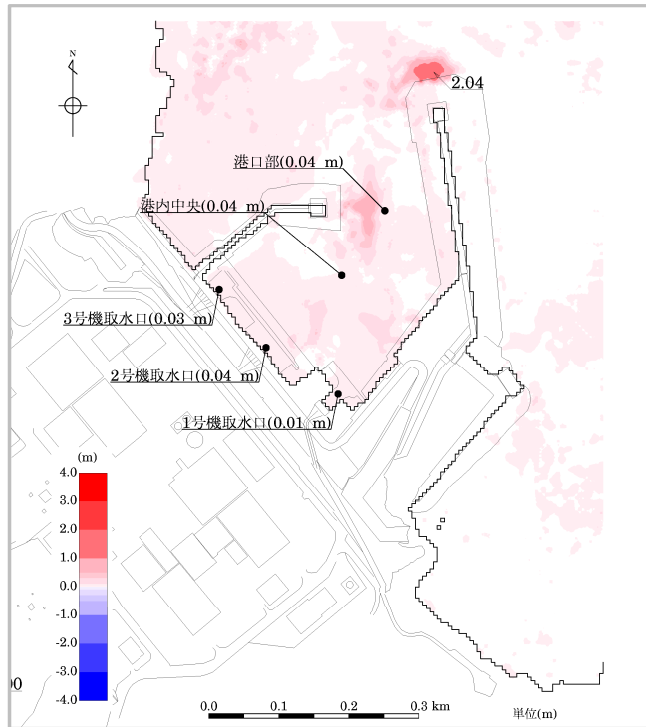 N
2.04
港口部(0.04 m)
港内中央(0.04 m)
3号機取水口(0.03 m)
2号機取水口(0.04 m)
1号機取水口(0.01 m)
(m)
4.0
3.0
2.0
1.0
0.0
-1.0
-2.0
-3.0
-4.0
00
0.0 0.1 0.2 0.3 km
単位(m)